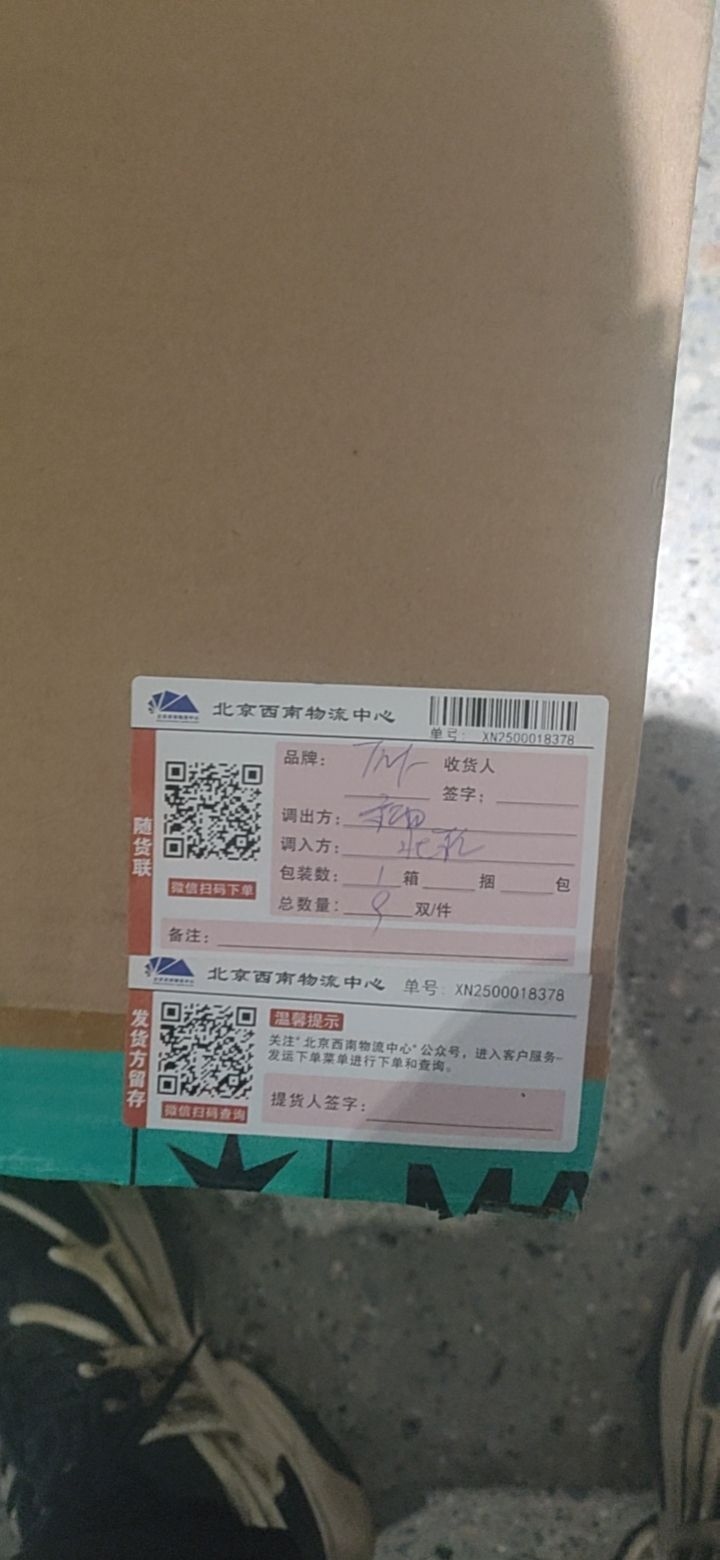 北京西南物流中心
单号: XN2500018378
品牌: 收货人
签字:
调出方:
调入方:
包装数: 1 箱 捆 包
总数量: 9 双/件
备注:
随货联
微信扫码下单
北京西南物流中心 单号: XN2500018378
温馨提示
关注“北京西南物流中心”公众号，进入客户服务-
发运下单菜单进行下单和查询。
提货人签字:
发货方留存
微信扫码查询
MA